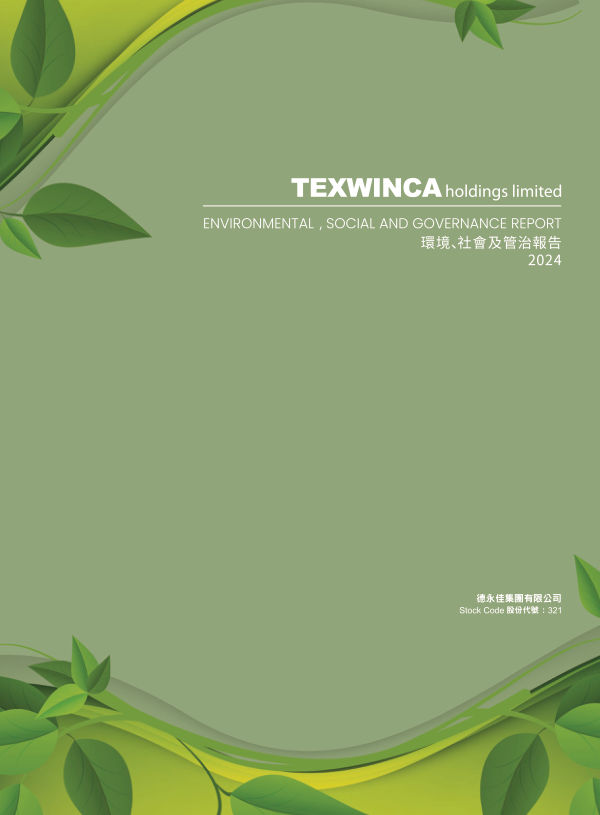 TEXWINCA holdings limited
ENVIRONMENTAL , SOCIAL AND GOVERNANCE REPORT
環境、社會及管治報告
2024
德永佳集團有限公司
Stock Code 股份代號：321